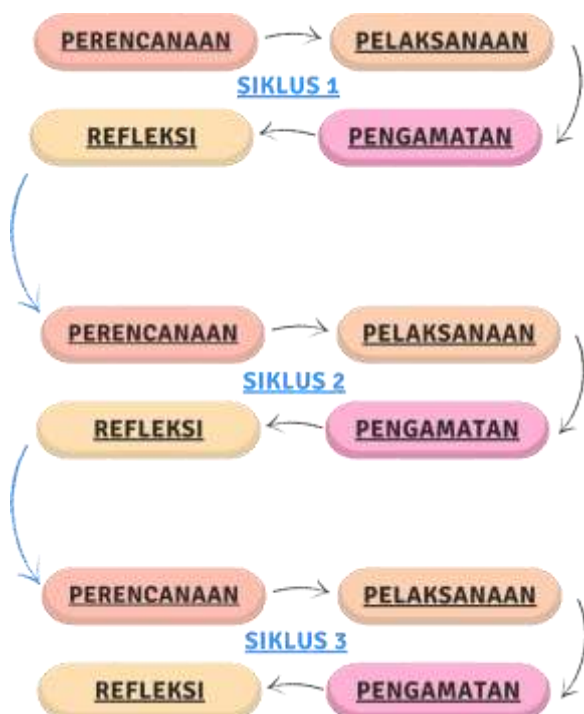 PERENCANAAN
PELAKSANAAN
SIKLUS 1
REFLEKSI
PENGAMATAN
PERENCANAAN
PELAKSANAAN
SIKLUS 2
REFLEKSI
PENGAMATAN
PERENCANAAN
PELAKSANAAN
SIKLUS 3
REFLEKSI
PENGAMATAN